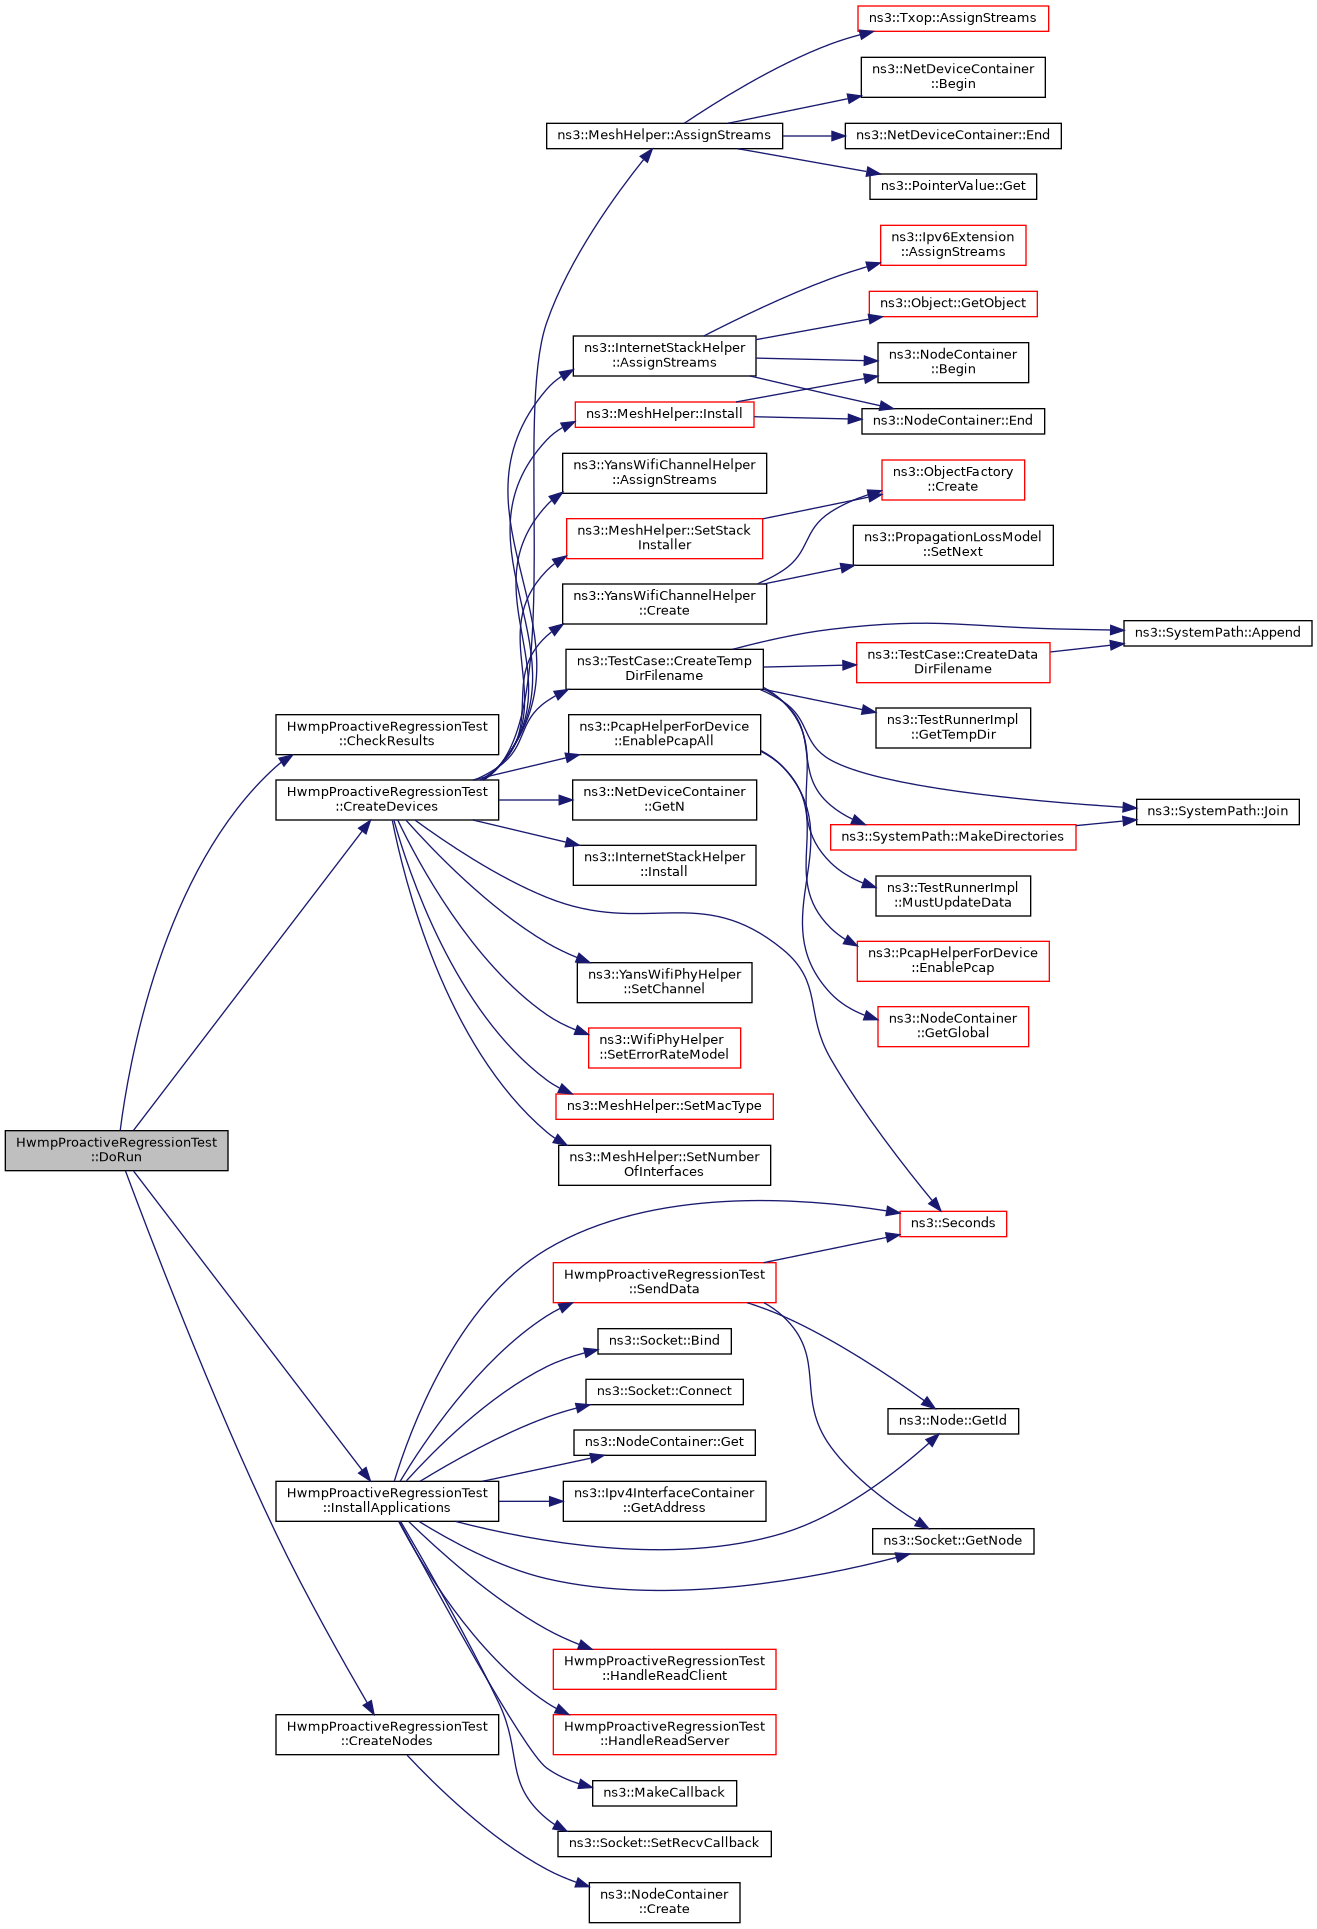 ns3::Txop::AssignStreams
ns3::NetDeviceContainer
::Begin
ns3::MeshHelper::AssignStreams
ns3::NetDeviceContainer::End
ns3::PointerValue::Get
ns3::Ipv6Extension
::AssignStreams
ns3::Object::GetObject
ns3::InternetStackHelper
::AssignStreams
ns3::NodeContainer
::Begin
ns3::MeshHelper::Install
ns3::NodeContainer::End
ns3::YansWifiChannelHelper
::AssignStreams
ns3::ObjectFactory
::Create
ns3::MeshHelper::SetStack
Installer
ns3::PropagationLossModel
::SetNext
ns3::YansWifiChannelHelper
::Create
ns3::SystemPath::Append
ns3::TestCase::CreateTemp
DirFilename
ns3::TestCase::CreateData
DirFilename
ns3::TestRunnerImpl
::GetTempDir
HwmpProactiveRegressionTest
::CheckResults
ns3::PcapHelperForDevice
::EnablePcapAll
HwmpProactiveRegressionTest
::CreateDevices
ns3::NetDeviceContainer
::GetN
ns3::SystemPath::Join
ns3::SystemPath::MakeDirectories
ns3::InternetStackHelper
::Install
ns3::TestRunnerImpl
::MustUpdateData
ns3::PcapHelperForDevice
::EnablePcap
ns3::YansWifiPhyHelper
::SetChannel
ns3::NodeContainer
::GetGlobal
ns3::WifiPhyHelper
::SetErrorRateModel
ns3::MeshHelper::SetMacType
HwmpProactiveRegressionTest
::DoRun
ns3::MeshHelper::SetNumber
OfInterfaces
ns3::Seconds
HwmpProactiveRegressionTest
::SendData
ns3::Socket::Bind
ns3::Socket::Connect
ns3::Node::GetId
ns3::NodeContainer::Get
HwmpProactiveRegressionTest
::InstallApplications
ns3::Ipv4InterfaceContainer
::GetAddress
ns3::Socket::GetNode
HwmpProactiveRegressionTest
::HandleReadClient
HwmpProactiveRegressionTest
::HandleReadServer
HwmpProactiveRegressionTest
::CreateNodes
ns3::MakeCallback
ns3::Socket::SetRecvCallback
ns3::NodeContainer
::Create